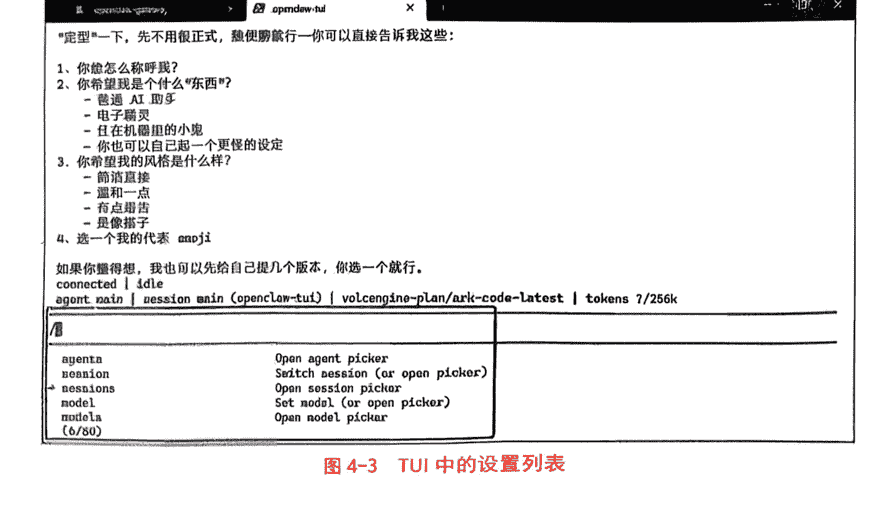 openclaw-tui
"定型"一下，先不用很正式，随便聊就行—你可以直接告诉我这些：
1、你想怎么称呼我？
2、你希望我是个什么"东西"？
- 普通 AI 助手
- 电子精灵
- 住在机器里的小鬼
- 你也可以自己起一个更怪的设定
3．你希望我的风格是什么样？
- 简洁直接
- 温和一点
- 有点
- 更像搭子
4、选一个我的代表 emoji
如果你懒得想，我也可以先给自己提几个版本，你选一个就行。
connected | idle
agent main | session main (openclaw-tui) | volcengine-plan/ark-code-latest | tokens ?/256k
/
agents Open agent picker
session Switch session (or open picker)
→ sessions Open session picker
model Set model (or open picker)
models Open model picker
(6/80)
图 4-3 TUI 中的设置列表